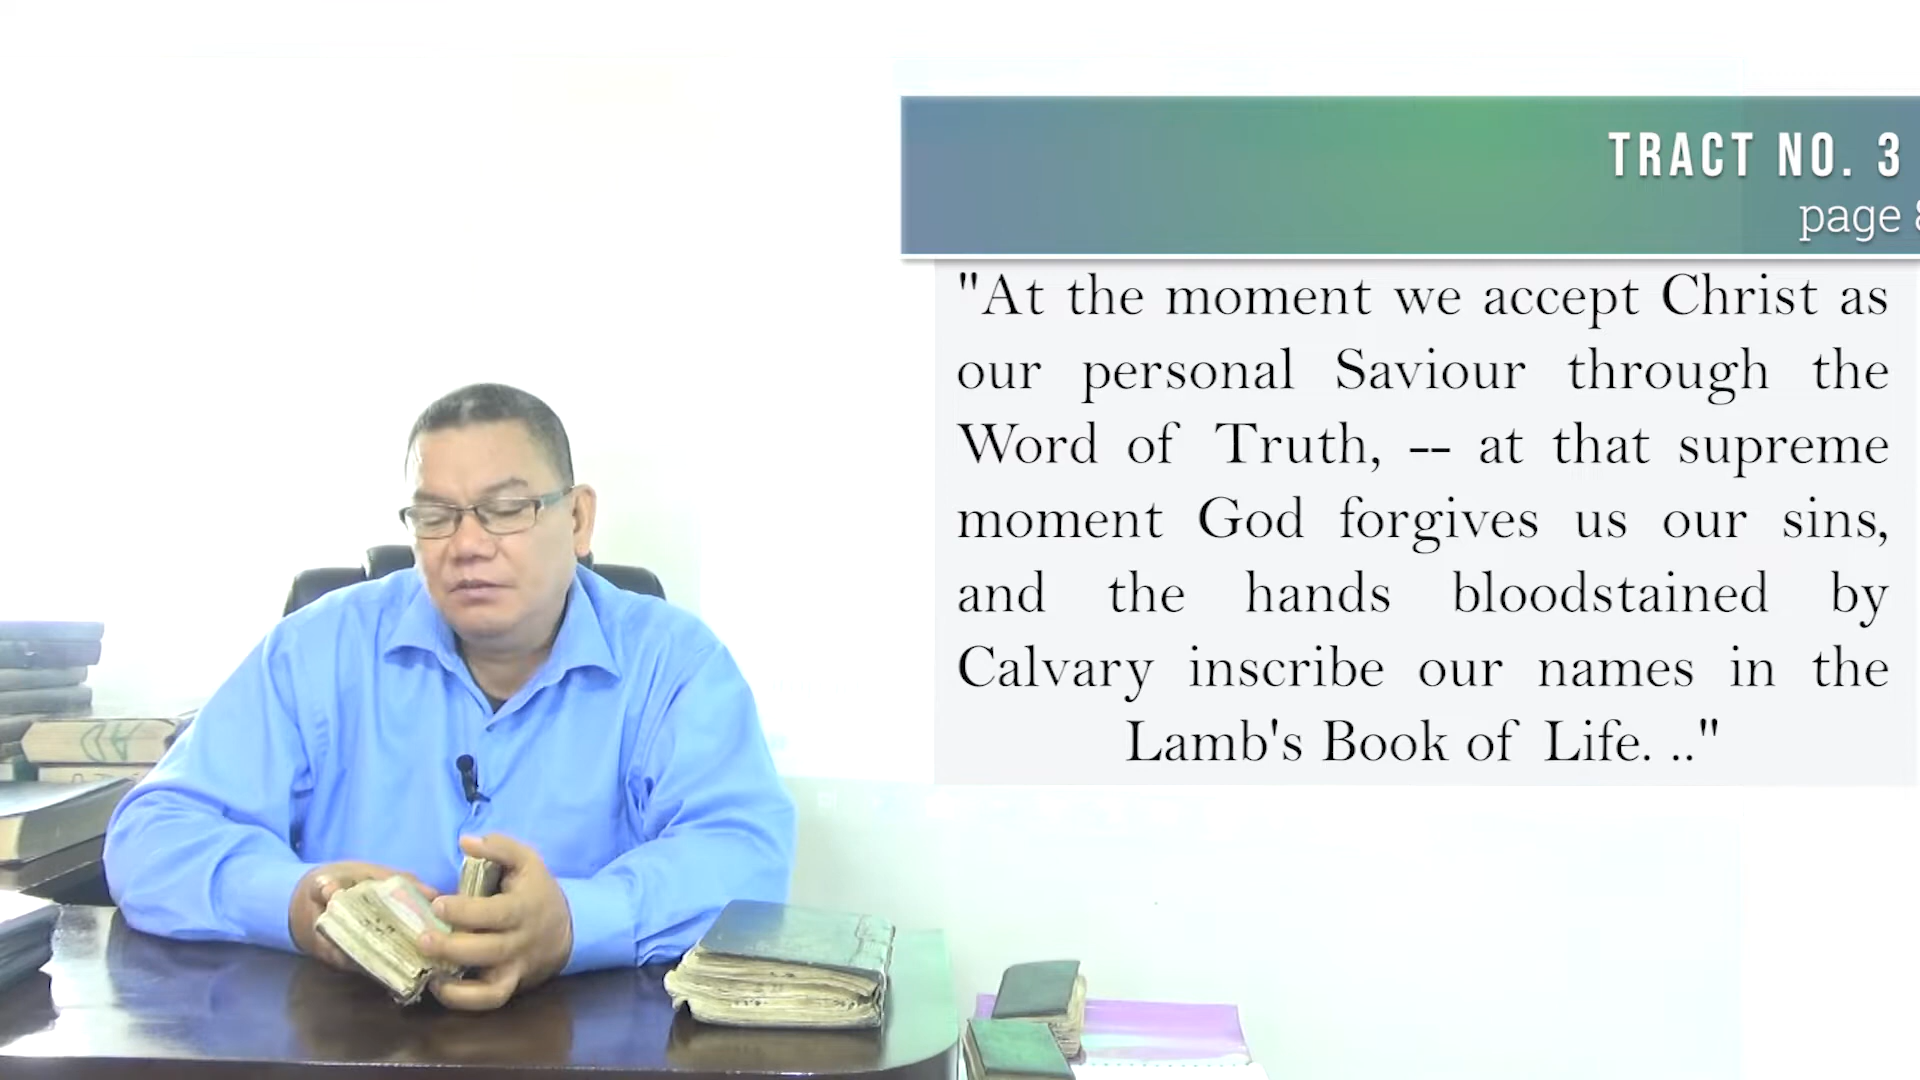 TRACT NO. 3
page
"At the moment we accept Christ as
our personal Saviour through the
Word of Truth, -- at that supreme
moment God forgives us our sins,
and the hands bloodstained by
Calvary inscribe our names in the
Lamb's Book of Life. .."